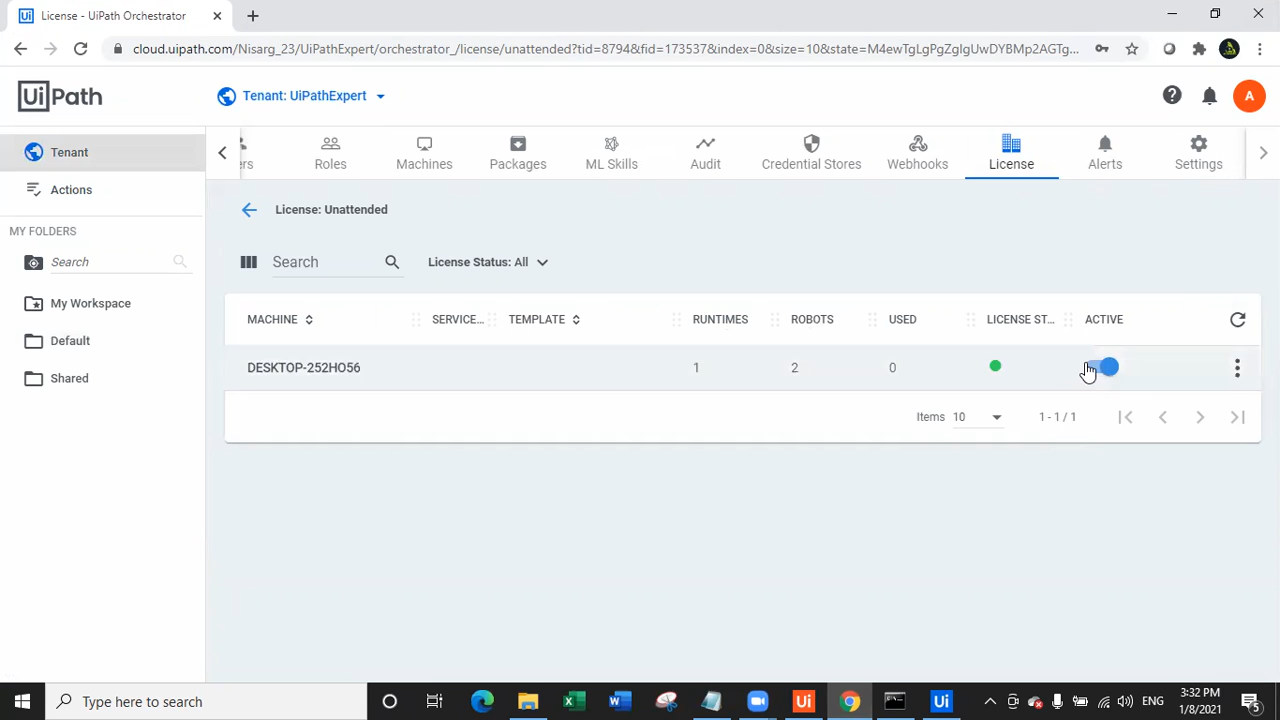 License - UiPath Orchestrator
cloud.uipath.com/Nisarg_23/UiPathExpert/orchestrator_/license/unattended?tid=8794&fid=173537&index=0&size=10&state=M4ewTgLgPgZglgUwDYBMp2AGTg...
UiPath
Tenant: UiPathExpert
A
Tenant
Actions
MY FOLDERS
Search
My Workspace
Default
Shared
ers
Roles
Machines
Packages
ML Skills
Audit
Credential Stores
Webhooks
License
Alerts
Settings
License: Unattended
Search
License Status: All
MACHINE
SERVICE...
TEMPLATE
RUNTIMES
ROBOTS
USED
LICENSE ST...
ACTIVE
DESKTOP-252HO56
1
2
0
Items 10
1 - 1 / 1
Type here to search
ENG
3:32 PM
1/8/2021
5